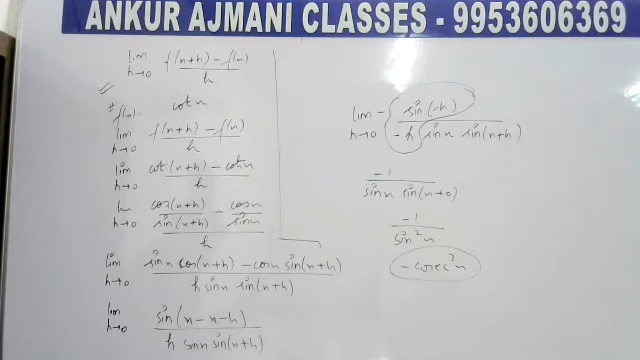 ANKUR AJMANI CLASSES - 9953606369
lim h→0 f(x+h) - f(x) / h
# f(x) = cot x
lim h→0 f(x+h) - f(x) / h
lim h→0 cot(x+h) - cot x / h
lim h→0 cos(x+h)/sin(x+h) - cos x/sin x / h
lim h→0 sin x cos(x+h) - cos x sin(x+h) / h sin x sin(x+h)
lim h→0 sin(x-x-h) / h sin x sin(x+h)
lim h→0 - sin(-h) / -h sin x sin(x+h)
-1 / sin x sin(x+0)
-1 / sin²x
-cosec²x